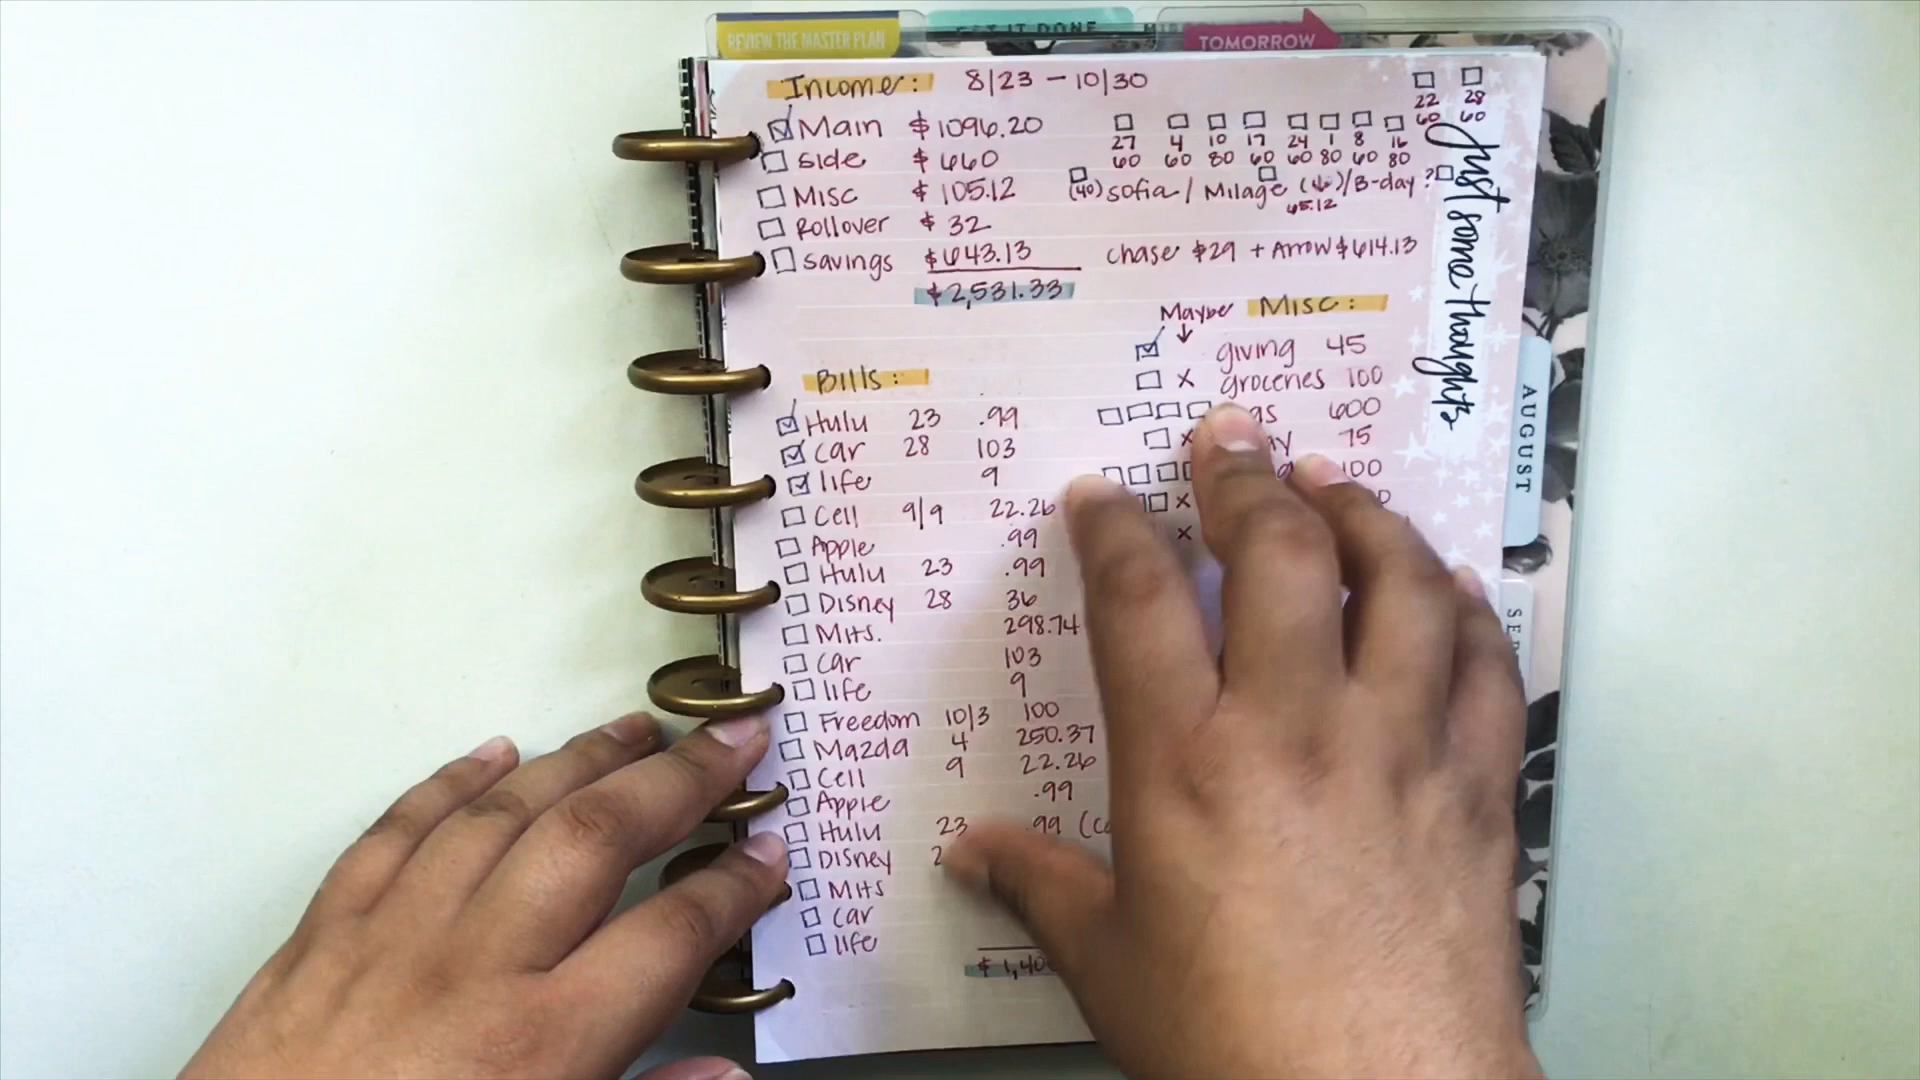 REVIEW THE MASTER PLAN
GET IT DONE
TOMORROW
Income: 8/23 - 10/30
22 28
60 60
Main $1096.20
27 4 10 17 24 1 8 16
60 60 80 60 60 80 60 80
side $660
Misc $105.12 (40) sofia / Milage (↓)/B-day ?
65.12
Rollover $32
savings $643.13 chase $29 + Arrow $614.13
$2,531.33
Just some thoughts
Maybe ↓ Misc:
giving 45
x groceries 100
600
75
100
x
x
Bills:
Hulu 23 .99
car 28 103
life 9
Cell 9/9 22.26
Apple .99
Hulu 23 .99
Disney 28 36
Mits. 298.74
car 103
life 9
Freedom 10/3 100
Mazda 4 250.37
Cell 9 22.26
Apple .99
Hulu 23 .99
Disney
Mits
car
life
AUGUST